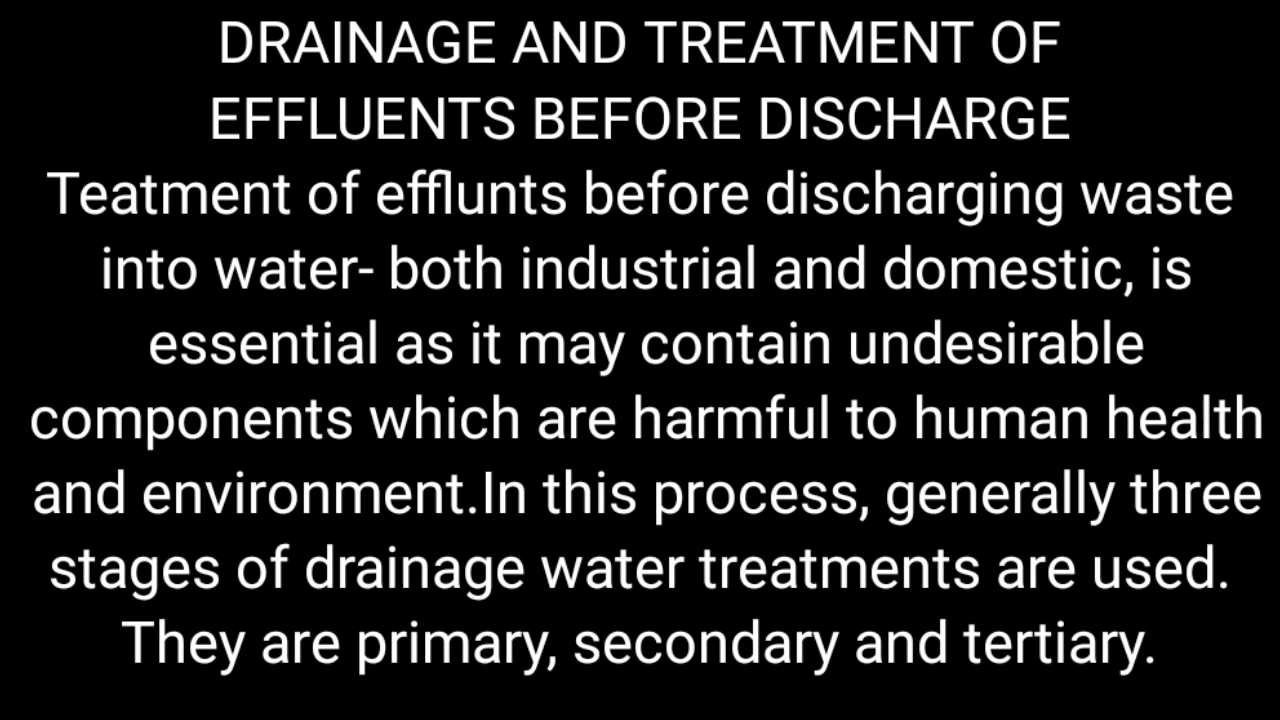 DRAINAGE AND TREATMENT OF
EFFLUENTS BEFORE DISCHARGE
Teatment of efflunts before discharging waste
into water- both industrial and domestic, is
essential as it may contain undesirable
components which are harmful to human health
and environment.In this process, generally three
stages of drainage water treatments are used.
They are primary, secondary and tertiary.